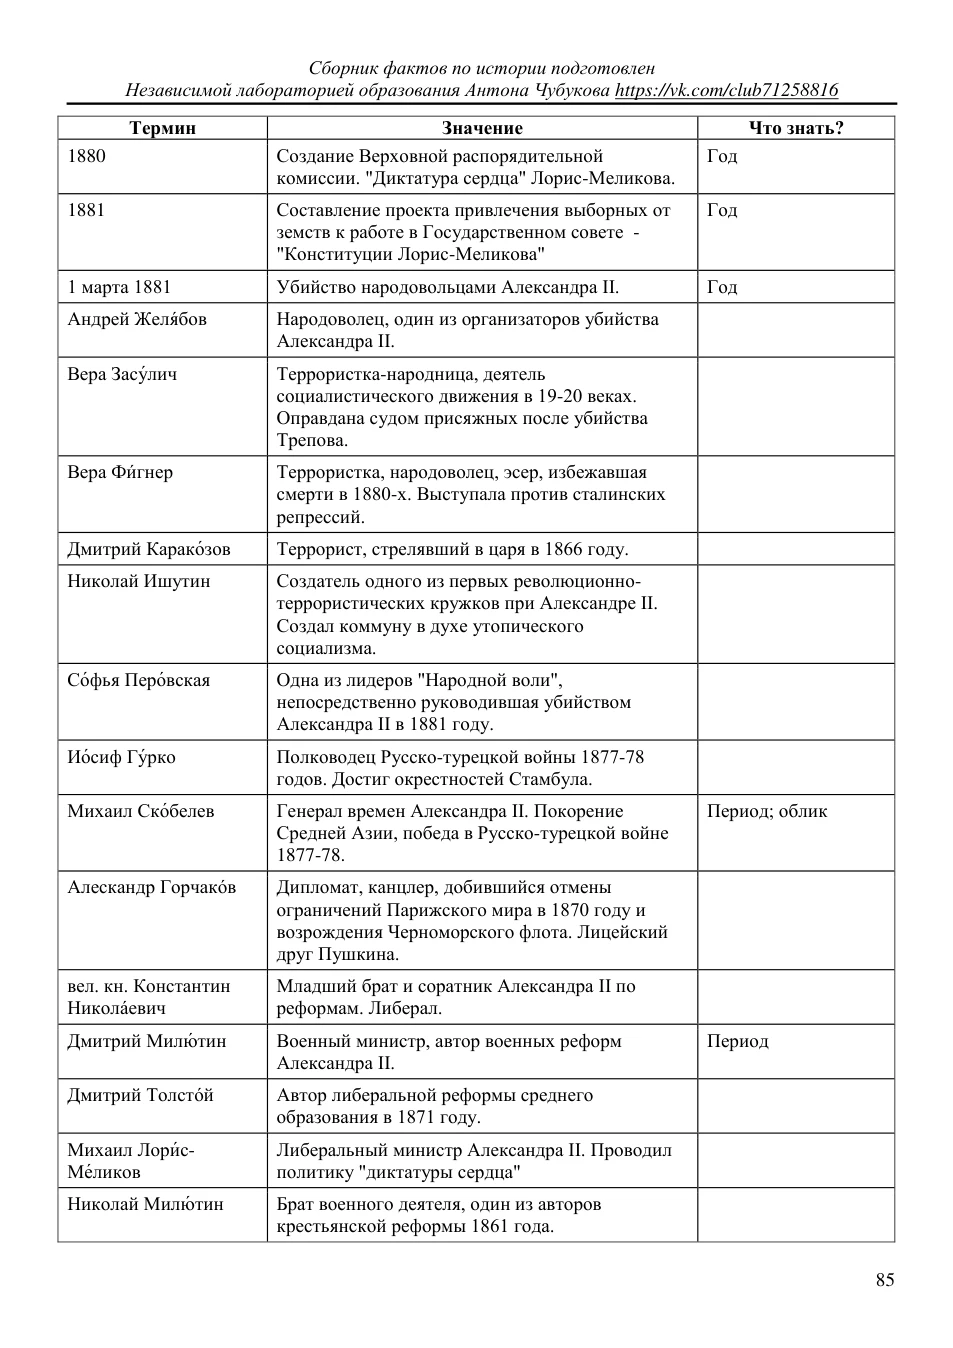 Сборник фактов по истории подготовлен
Независимой лабораторией образования Антона Чубукова https://vk.com/club71258816
Термин Значение Что знать?
1880 Создание Верховной распорядительной Год
комиссии. "Диктатура сердца" Лорис-Меликова.
1881 Составление проекта привлечения выборных от Год
земств к работе в Государственном совете -
"Конституции Лорис-Меликова"
1 марта 1881 Убийство народовольцами Александра II. Год
Андрей Желя́бов Народоволец, один из организаторов убийства
Александра II.
Вера Засу́лич Террористка-народница, деятель
социалистического движения в 19-20 веках.
Оправдана судом присяжных после убийства
Трепова.
Вера Фи́гнер Террористка, народоволец, эсер, избежавшая
смерти в 1880-х. Выступала против сталинских
репрессий.
Дмитрий Карако́зов Террорист, стрелявший в царя в 1866 году.
Николай Ишутин Создатель одного из первых революционно-
террористических кружков при Александре II.
Создал коммуну в духе утопического
социализма.
Со́фья Перо́вская Одна из лидеров "Народной воли",
непосредственно руководившая убийством
Александра II в 1881 году.
Ио́сиф Гу́рко Полководец Русско-турецкой войны 1877-78
годов. Достиг окрестностей Стамбула.
Михаил Ско́белев Генерал времен Александра II. Покорение Период; облик
Средней Азии, победа в Русско-турецкой войне
1877-78.
Алескандр Горчако́в Дипломат, канцлер, добившийся отмены
ограничений Парижского мира в 1870 году и
возрождения Черноморского флота. Лицейский
друг Пушкина.
вел. кн. Константин Младший брат и соратник Александра II по
Никола́евич реформам. Либерал.
Дмитрий Милю́тин Военный министр, автор военных реформ Период
Александра II.
Дмитрий Толсто́й Автор либеральной реформы среднего
образования в 1871 году.
Михаил Лори́с- Либеральный министр Александра II. Проводил
Ме́ликов политику "диктатуры сердца"
Николай Милю́тин Брат военного деятеля, один из авторов
крестьянской реформы 1861 года.
85